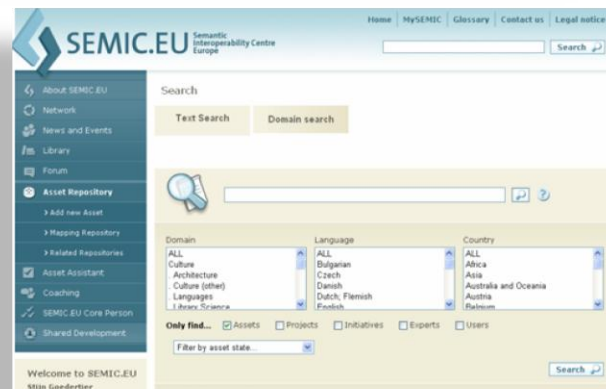 Home MySEMIC Glossary Contact us Legal notice
SEMIC.EU Semantic Interoperability Centre Europe
Search
About SEMIC.EU
Network
News and Events
Library
Forum
Asset Repository
> Add new Asset
> Mapping Repository
> Related Repositories
Asset Assistant
Coaching
SEMIC.EU Core Person
Shared Development
Welcome to SEMIC.EU
Stijn Goedertier
Search
Text Search Domain search
Domain Language Country
ALL ALL ALL
Culture Bulgarian Africa
. Architecture Czech Asia
. Culture (other) Danish Australia and Oceania
. Languages Dutch; Flemish Austria
. Library Science English Belgium
Only find... Assets Projects Initiatives Experts Users
Filter by asset state...
Search